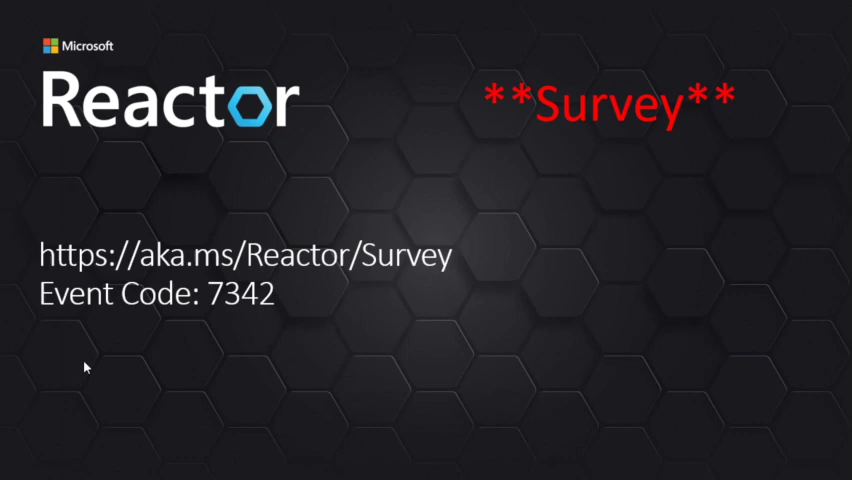 Microsoft
Reactor
**Survey**
https://aka.ms/Reactor/Survey
Event Code: 7342